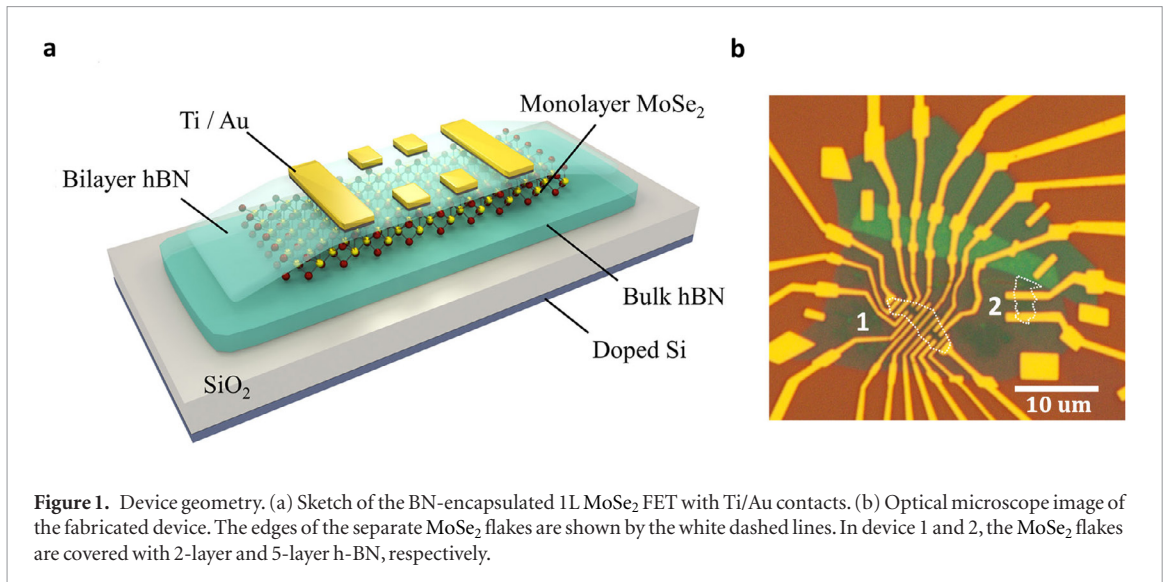 a
b
Ti / Au
Monolayer MoSe₂
Bilayer hBN
Bulk hBN
Doped Si
SiO₂
1
2
10 um
Figure 1. Device geometry. (a) Sketch of the BN-encapsulated 1L MoSe₂ FET with Ti/Au contacts. (b) Optical microscope image of
the fabricated device. The edges of the separate MoSe₂ flakes are shown by the white dashed lines. In device 1 and 2, the MoSe₂ flakes
are covered with 2-layer and 5-layer h-BN, respectively.